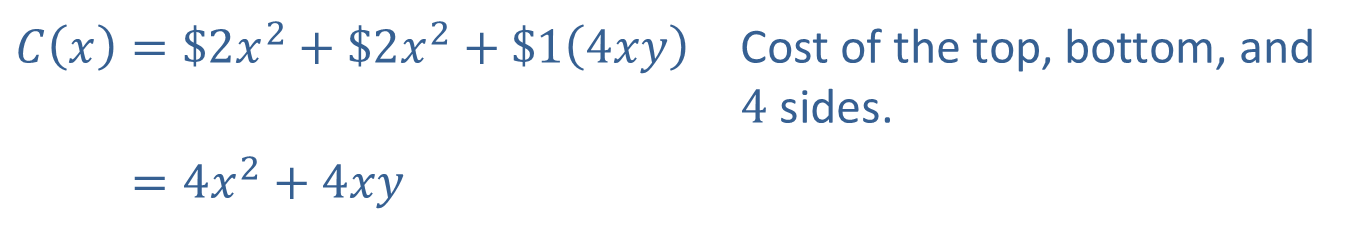 C(x) = $2x² + $2x² + $1(4xy) Cost of the top, bottom, and
4 sides.
= 4x² + 4xy